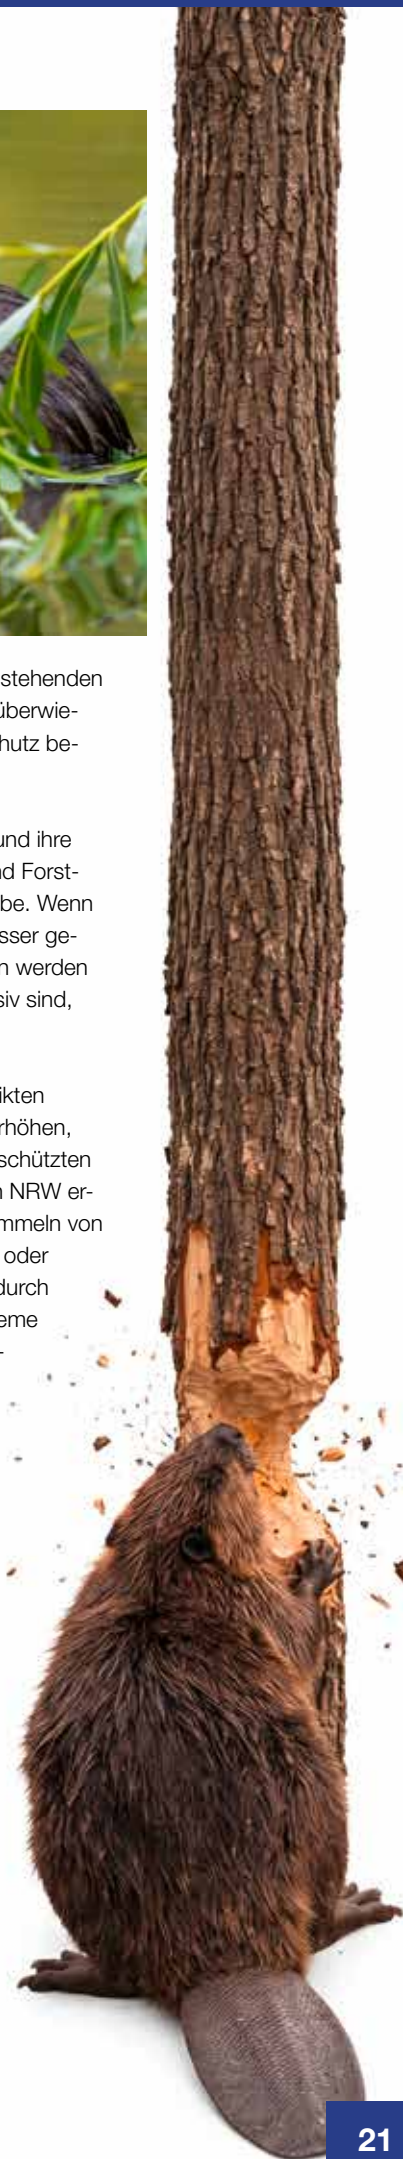 stehenden
überwie-
hutz be-
und ihre
nd Forst-
be. Wenn
sser ge-
n werden
siv sind,
ikten
rhöhen,
schützten
n NRW er-
mmeln von
oder
durch
eme
-
21